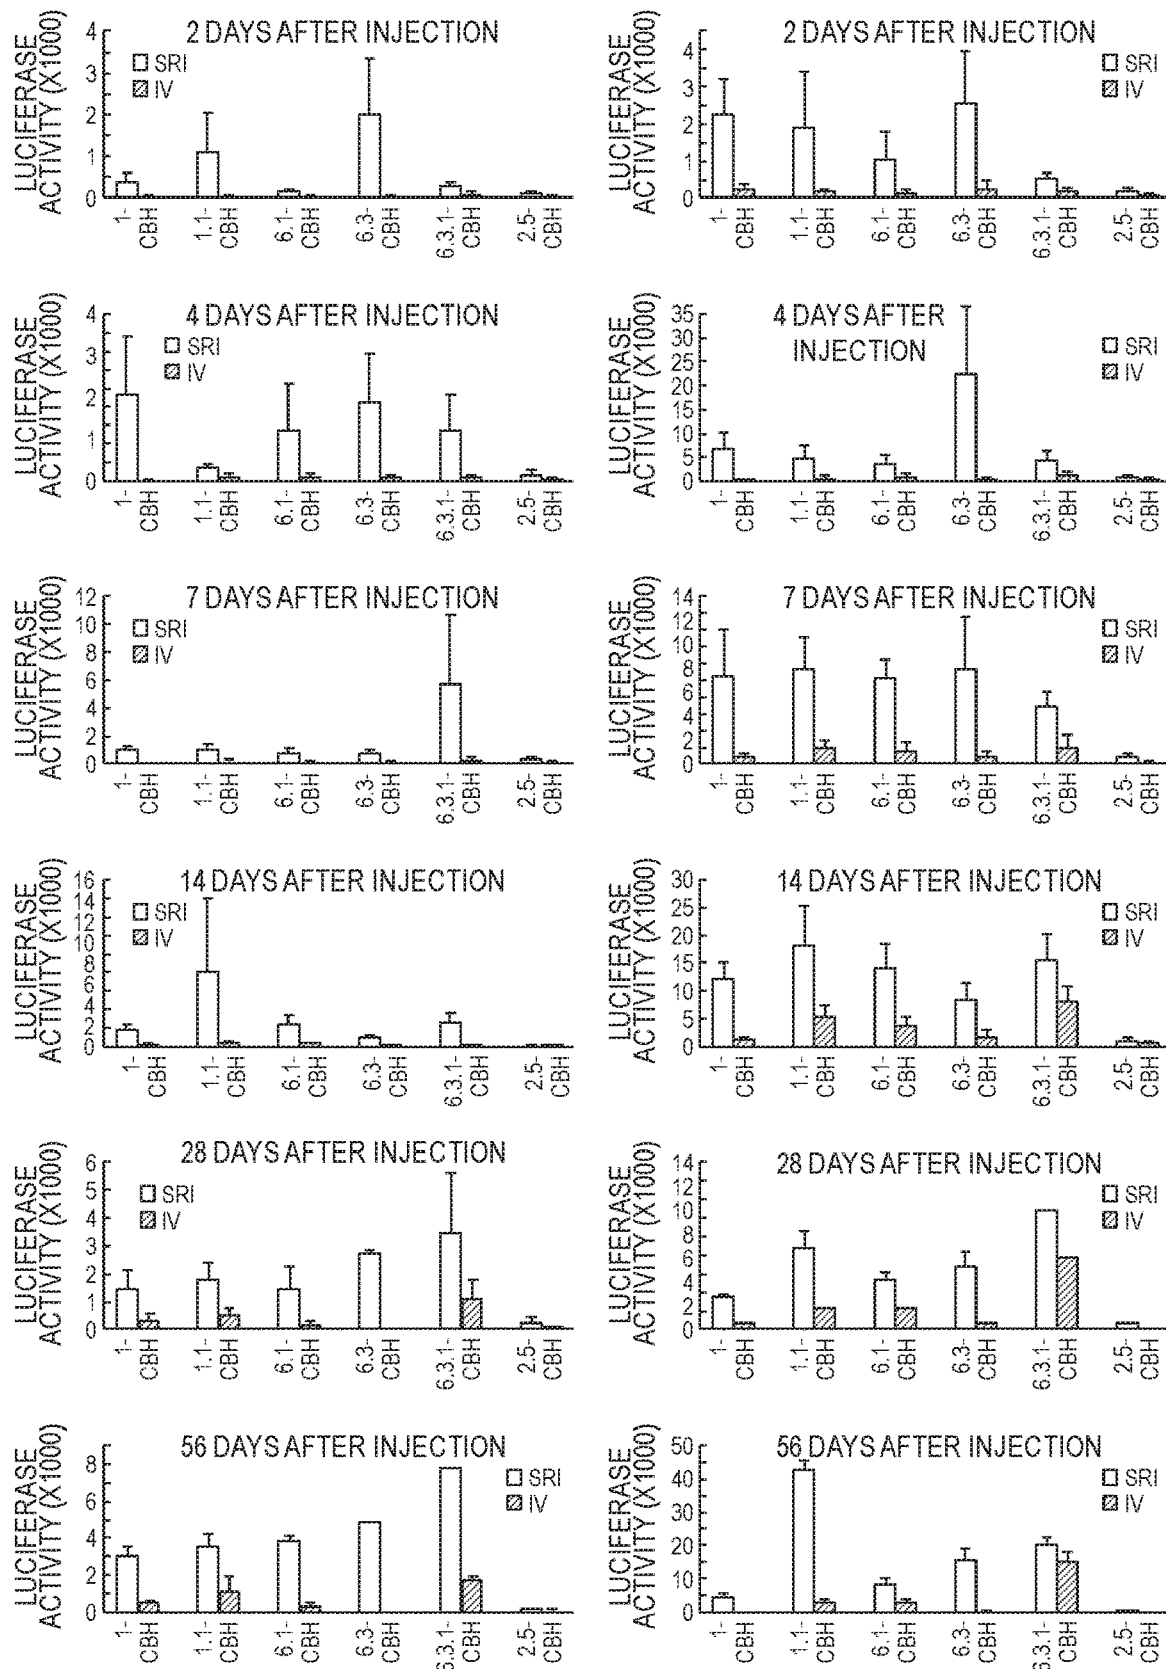 2 DAYS AFTER INJECTION
LUCIFERASE
ACTIVITY (X1000)
4
3
2
1
0
SRI
IV
1-
CBH
1.1-
CBH
6.1-
CBH
6.3-
CBH
6.3.1-
CBH
2.5-
CBH
2 DAYS AFTER INJECTION
LUCIFERASE
ACTIVITY (X1000)
4
3
2
1
0
SRI
IV
1-
CBH
1.1-
CBH
6.1-
CBH
6.3-
CBH
6.3.1-
CBH
2.5-
CBH
4 DAYS AFTER INJECTION
LUCIFERASE
ACTIVITY (X1000)
4
3
2
1
0
SRI
IV
1-
CBH
1.1-
CBH
6.1-
CBH
6.3-
CBH
6.3.1-
CBH
2.5-
CBH
4 DAYS AFTER
INJECTION
LUCIFERASE
ACTIVITY (X1000)
35
30
25
20
15
10
5
0
SRI
IV
1-
CBH
1.1-
CBH
6.1-
CBH
6.3-
CBH
6.3.1-
CBH
2.5-
CBH
7 DAYS AFTER INJECTION
LUCIFERASE
ACTIVITY (X1000)
12
10
8
6
4
2
0
SRI
IV
1-
CBH
1.1-
CBH
6.1-
CBH
6.3-
CBH
6.3.1-
CBH
2.5-
CBH
7 DAYS AFTER INJECTION
LUCIFERASE
ACTIVITY (X1000)
14
12
10
8
6
4
2
0
SRI
IV
1-
CBH
1.1-
CBH
6.1-
CBH
6.3-
CBH
6.3.1-
CBH
2.5-
CBH
14 DAYS AFTER INJECTION
LUCIFERASE
ACTIVITY (X1000)
16
14
12
10
8
6
4
2
0
SRI
IV
1-
CBH
1.1-
CBH
6.1-
CBH
6.3-
CBH
6.3.1-
CBH
2.5-
CBH
14 DAYS AFTER INJECTION
LUCIFERASE
ACTIVITY (X1000)
30
25
20
15
10
5
0
SRI
IV
1-
CBH
1.1-
CBH
6.1-
CBH
6.3-
CBH
6.3.1-
CBH
2.5-
CBH
28 DAYS AFTER INJECTION
LUCIFERASE
ACTIVITY (X1000)
6
5
4
3
2
1
0
SRI
IV
1-
CBH
1.1-
CBH
6.1-
CBH
6.3-
CBH
6.3.1-
CBH
2.5-
CBH
28 DAYS AFTER INJECTION
LUCIFERASE
ACTIVITY (X1000)
14
12
10
8
6
4
2
0
SRI
IV
1-
CBH
1.1-
CBH
6.1-
CBH
6.3-
CBH
6.3.1-
CBH
2.5-
CBH
56 DAYS AFTER INJECTION
LUCIFERASE
ACTIVITY (X1000)
8
6
4
2
0
SRI
IV
1-
CBH
1.1-
CBH
6.1-
CBH
6.3-
CBH
6.3.1-
CBH
2.5-
CBH
56 DAYS AFTER INJECTION
LUCIFERASE
ACTIVITY (X1000)
50
40
30
20
10
0
SRI
IV
1-
CBH
1.1-
CBH
6.1-
CBH
6.3-
CBH
6.3.1-
CBH
2.5-
CBH